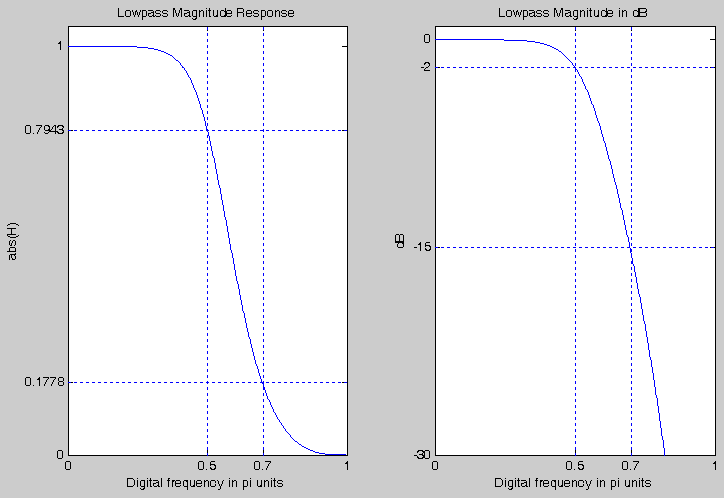 Lowpass Magnitude Response
1
0.7943
abs(H)
0.1778
0
0 0.5 0.7 1
Digital frequency in pi units
Lowpass Magnitude in dB
0
-2
dB
-15
-30
0 0.5 0.7 1
Digital frequency in pi units